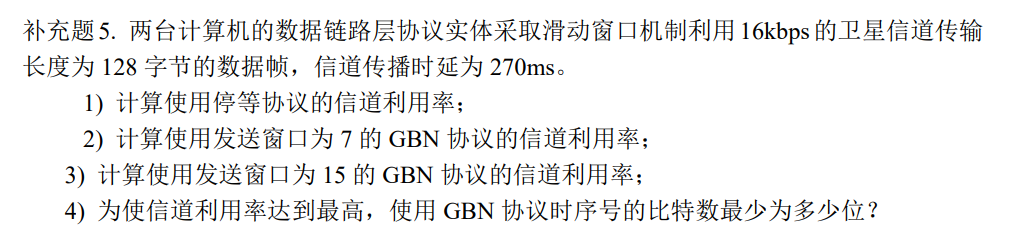 补充题 5. 两台计算机的数据链路层协议实体采取滑动窗口机制利用 16kbps 的卫星信道传输
长度为 128 字节的数据帧，信道传播时延为 270ms。
1) 计算使用停等协议的信道利用率；
2) 计算使用发送窗口为 7 的 GBN 协议的信道利用率；
3) 计算使用发送窗口为 15 的 GBN 协议的信道利用率；
4) 为使信道利用率达到最高，使用 GBN 协议时序号的比特数最少为多少位？